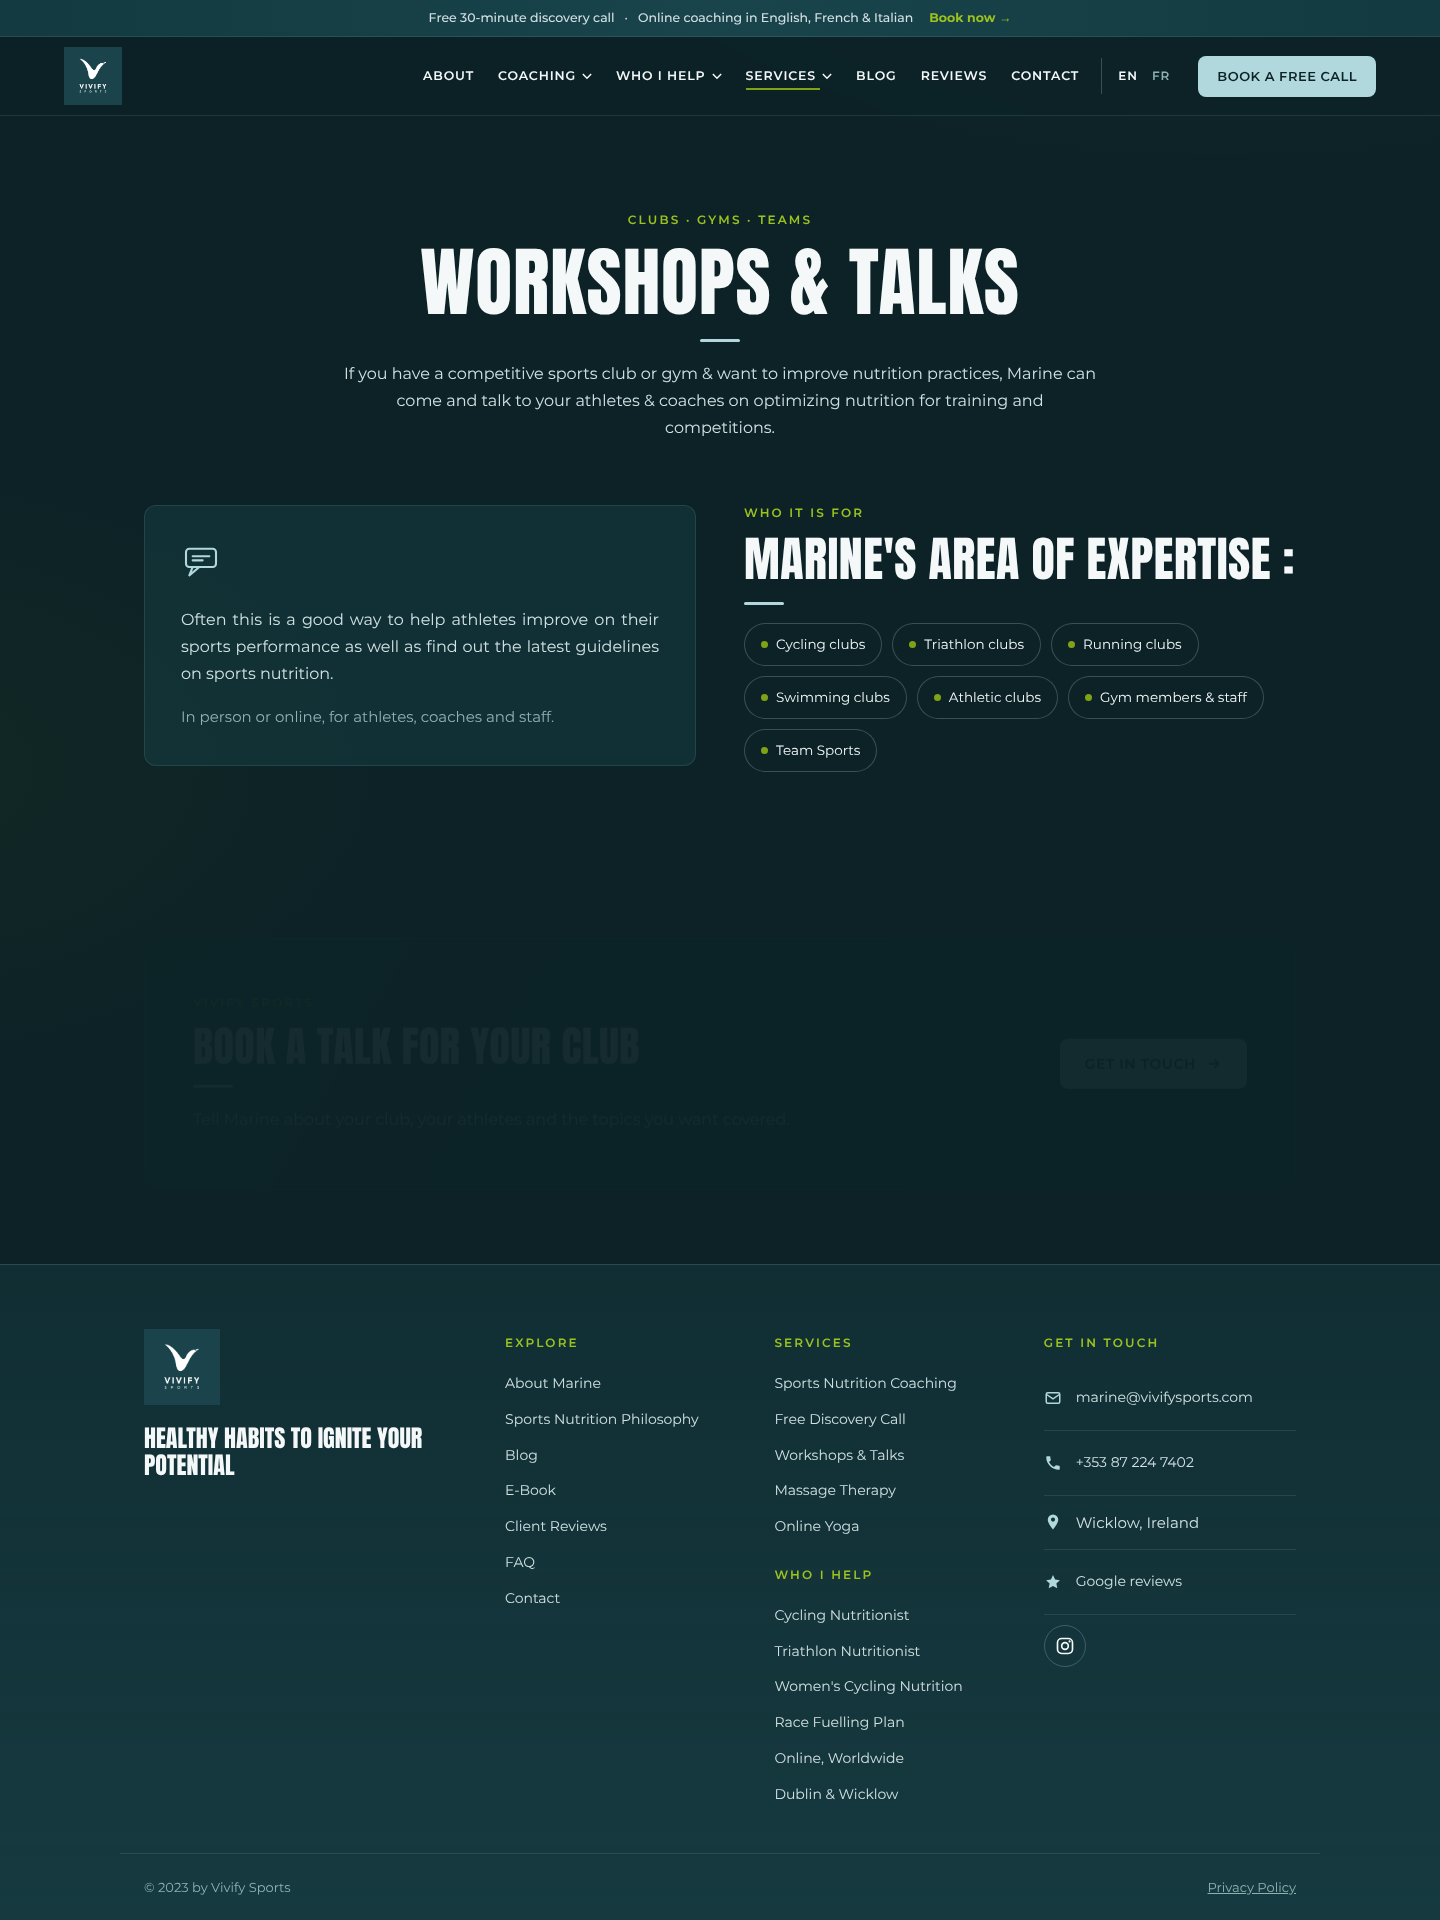 Free 30-minute discovery call · Online coaching in English, French & Italian Book now →
VIVIFY
SPORTS
ABOUT COACHING WHO I HELP SERVICES BLOG REVIEWS CONTACT EN FR BOOK A FREE CALL
CLUBS · GYMS · TEAMS
WORKSHOPS & TALKS
If you have a competitive sports club or gym & want to improve nutrition practices, Marine can
come and talk to your athletes & coaches on optimizing nutrition for training and
competitions.
Often this is a good way to help athletes improve on their
sports performance as well as find out the latest guidelines
on sports nutrition.
In person or online, for athletes, coaches and staff.
WHO IT IS FOR
MARINE'S AREA OF EXPERTISE :
Cycling clubs Triathlon clubs Running clubs
Swimming clubs Athletic clubs Gym members & staff
Team Sports
VIVIFY SPORTS
BOOK A TALK FOR YOUR CLUB
Tell Marine about your club, your athletes and the topics you want covered.
GET IN TOUCH →
VIVIFY
SPORTS
HEALTHY HABITS TO IGNITE YOUR
POTENTIAL
EXPLORE
About Marine
Sports Nutrition Philosophy
Blog
E-Book
Client Reviews
FAQ
Contact
SERVICES
Sports Nutrition Coaching
Free Discovery Call
Workshops & Talks
Massage Therapy
Online Yoga
WHO I HELP
Cycling Nutritionist
Triathlon Nutritionist
Women's Cycling Nutrition
Race Fuelling Plan
Online, Worldwide
Dublin & Wicklow
GET IN TOUCH
marine@vivifysports.com
+353 87 224 7402
Wicklow, Ireland
Google reviews
© 2023 by Vivify Sports
Privacy Policy